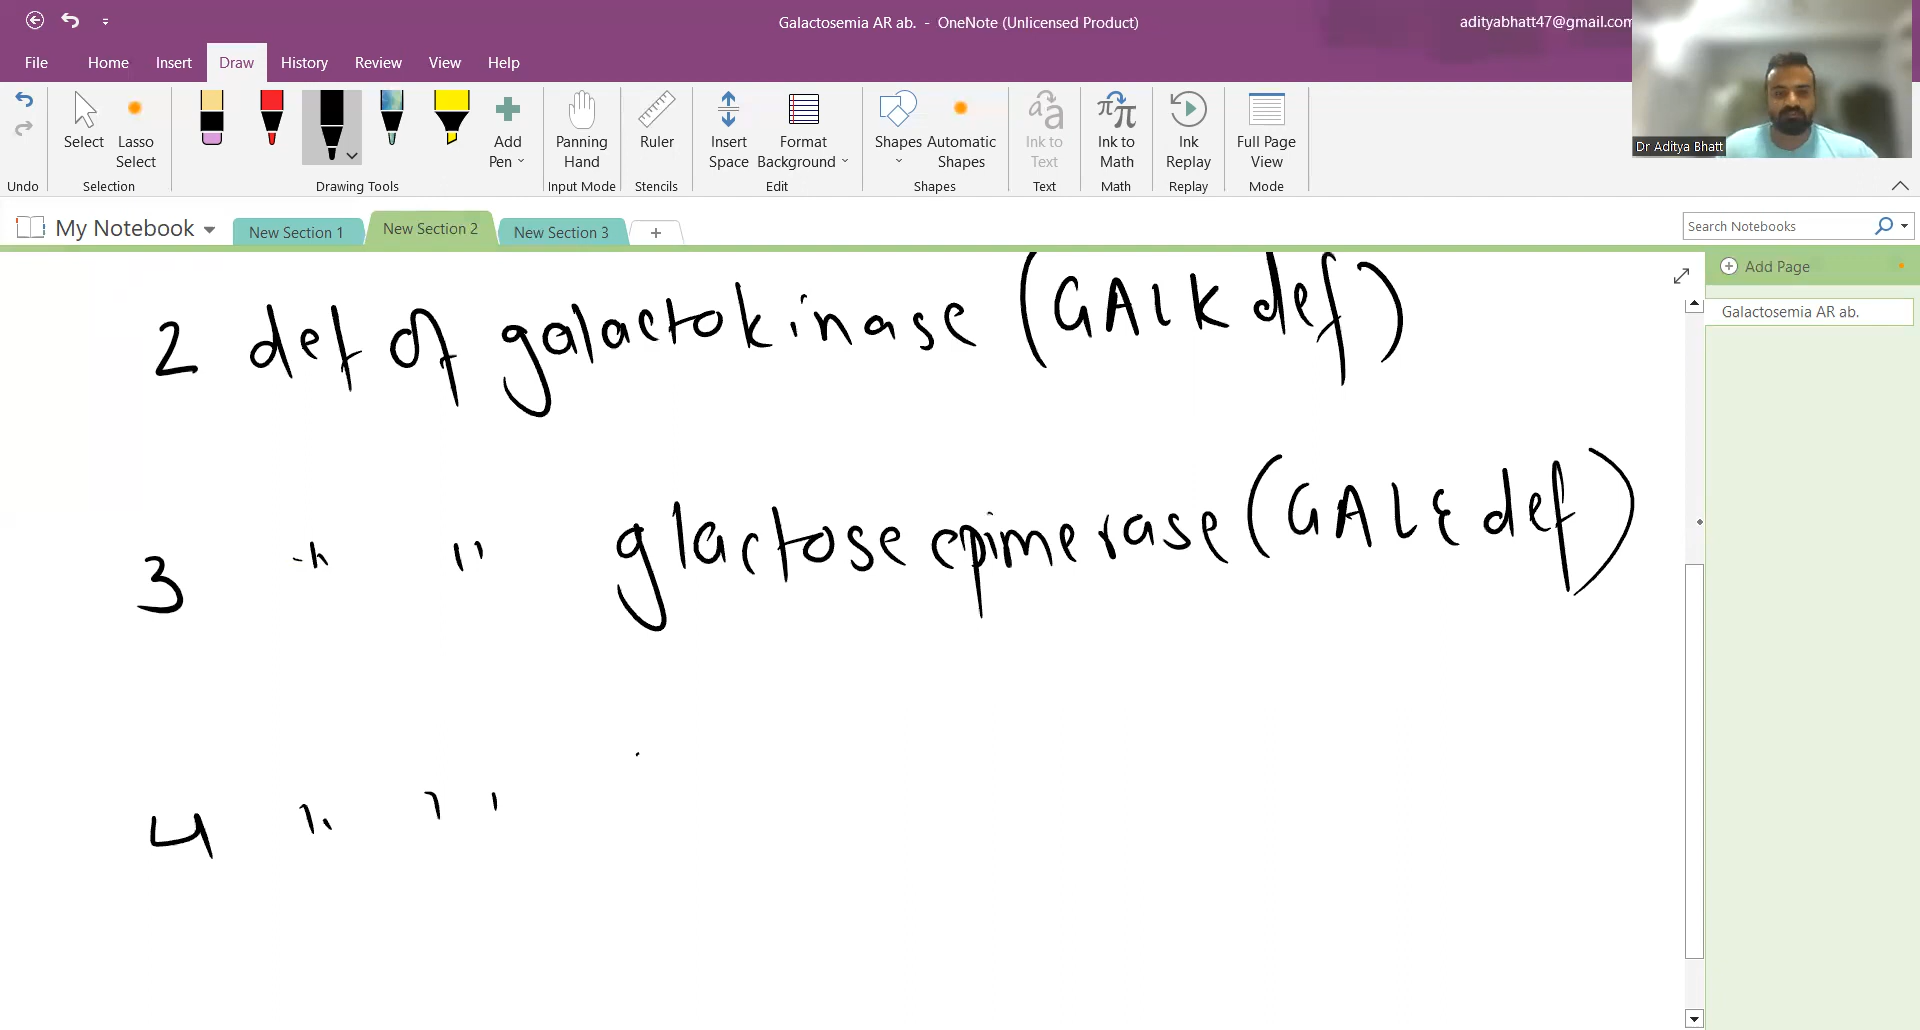 Galactosemia AR ab. - OneNote (Unlicensed Product)
adityabhatt47@gmail.com
File Home Insert Draw History Review View Help
Select
Lasso Select
Add Pen
Panning Hand
Ruler
Insert Space
Format Background
Shapes
Automatic Shapes
Ink to Text
Ink to Math
Ink Replay
Full Page View
Undo Selection Drawing Tools Input Mode Stencils Edit Shapes Text Math Replay Mode
Dr Aditya Bhatt
My Notebook New Section 1 New Section 2 New Section 3
Search Notebooks
Add Page
Galactosemia AR ab.
2 def of galactokinase (GALK def)
3 " " glactose epimerase (GALE def)
4 " "